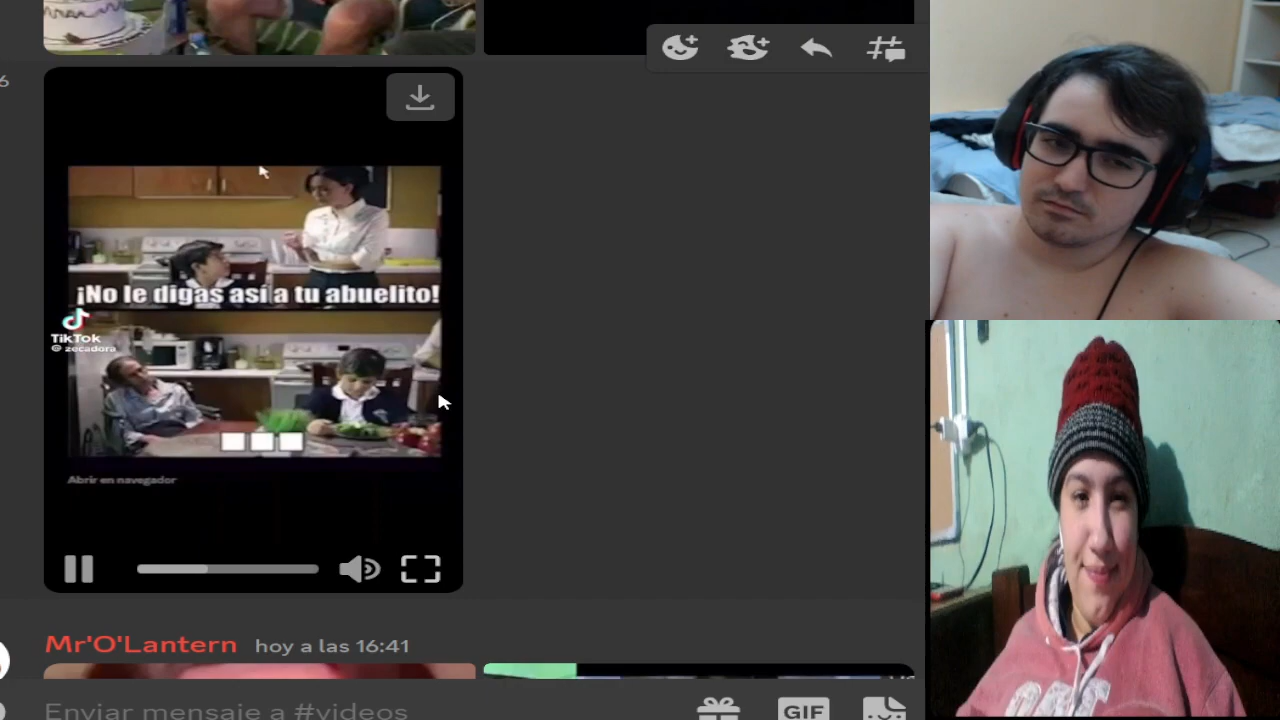 6
¡No le digas así a tu abuelito!
TikTok
@ zecadora
Abrir en navegador
Mr'O'Lantern hoy a las 16:41
Enviar mensaje a #videos
GIF